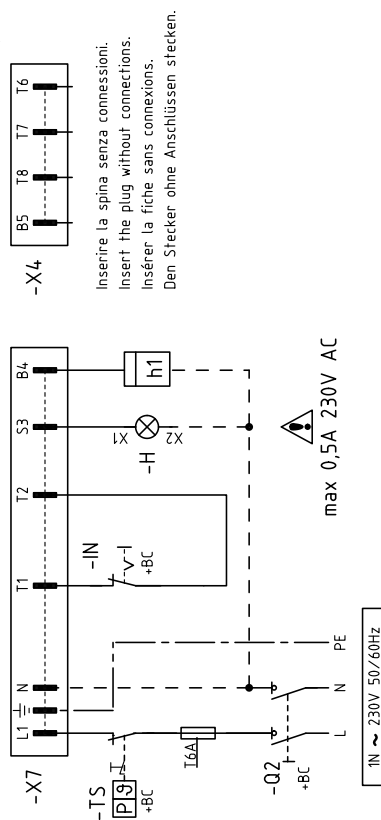 -X7
L1
N
T1
T2
S3
B4
-X4
B5
T8
T7
T6
Inserire la spina senza connessioni.
Insert the plug without connections.
Insérer la fiche sans connexions.
Den Stecker ohne Anschlüssen stecken.
-TS
P
ϑ
+BC
-IN
+BC
X1
-H
X2
h1
T6A
-Q2
+BC
max 0,5A 230V AC
L
N
PE
1N ~ 230V 50/60Hz